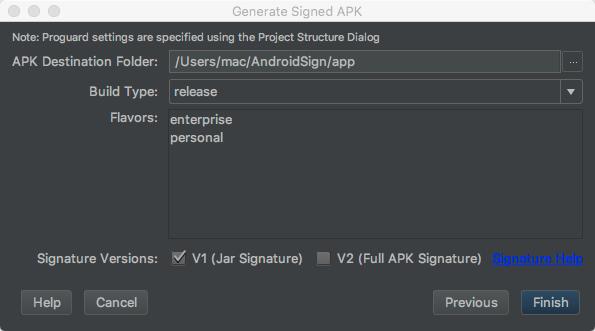 Generate Signed APK
Note: Proguard settings are specified using the Project Structure Dialog
APK Destination Folder: /Users/mac/AndroidSign/app ...
Build Type: release
Flavors: enterprise
personal
Signature Versions: V1 (Jar Signature) V2 (Full APK Signature) Signature Help
Help Cancel Previous Finish